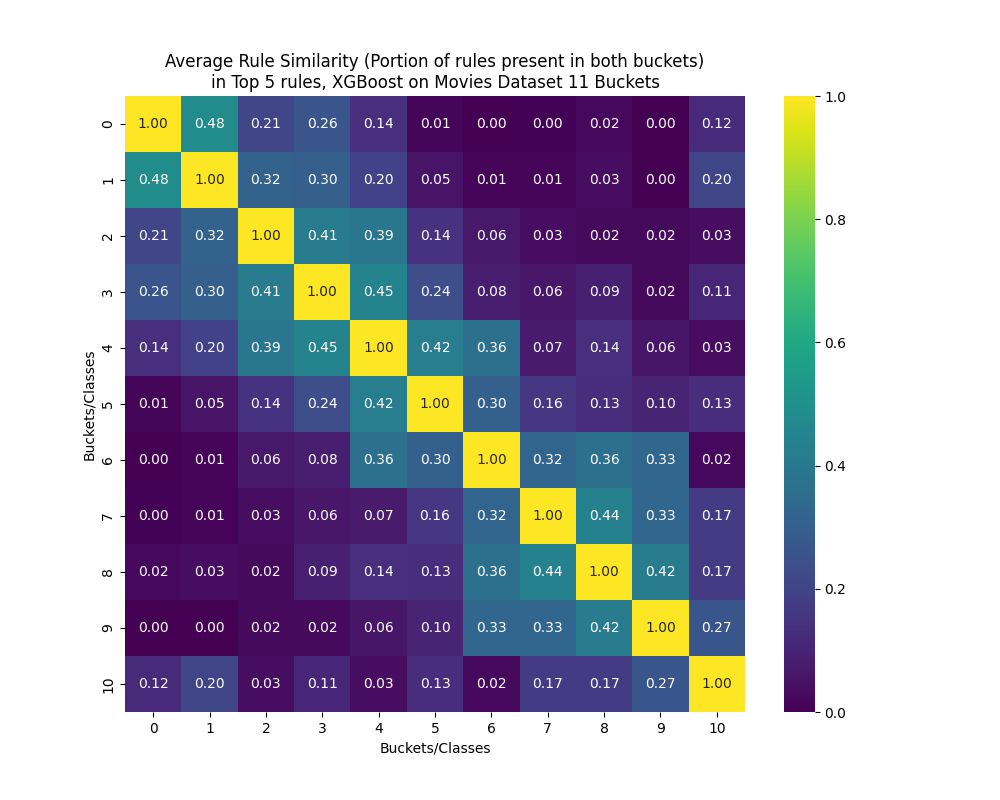 Average Rule Similarity (Portion of rules present in both buckets)
in Top 5 rules, XGBoost on Movies Dataset 11 Buckets
0 1.00 0.48 0.21 0.26 0.14 0.01 0.00 0.00 0.02 0.00 0.12
1 0.48 1.00 0.32 0.30 0.20 0.05 0.01 0.01 0.03 0.00 0.20
2 0.21 0.32 1.00 0.41 0.39 0.14 0.06 0.03 0.02 0.02 0.03
3 0.26 0.30 0.41 1.00 0.45 0.24 0.08 0.06 0.09 0.02 0.11
4 0.14 0.20 0.39 0.45 1.00 0.42 0.36 0.07 0.14 0.06 0.03
5 0.01 0.05 0.14 0.24 0.42 1.00 0.30 0.16 0.13 0.10 0.13
6 0.00 0.01 0.06 0.08 0.36 0.30 1.00 0.32 0.36 0.33 0.02
7 0.00 0.01 0.03 0.06 0.07 0.16 0.32 1.00 0.44 0.33 0.17
8 0.02 0.03 0.02 0.09 0.14 0.13 0.36 0.44 1.00 0.42 0.17
9 0.00 0.00 0.02 0.02 0.06 0.10 0.33 0.33 0.42 1.00 0.27
10 0.12 0.20 0.03 0.11 0.03 0.13 0.02 0.17 0.17 0.27 1.00
0 1 2 3 4 5 6 7 8 9 10
Buckets/Classes
Buckets/Classes
1.0
0.8
0.6
0.4
0.2
0.0